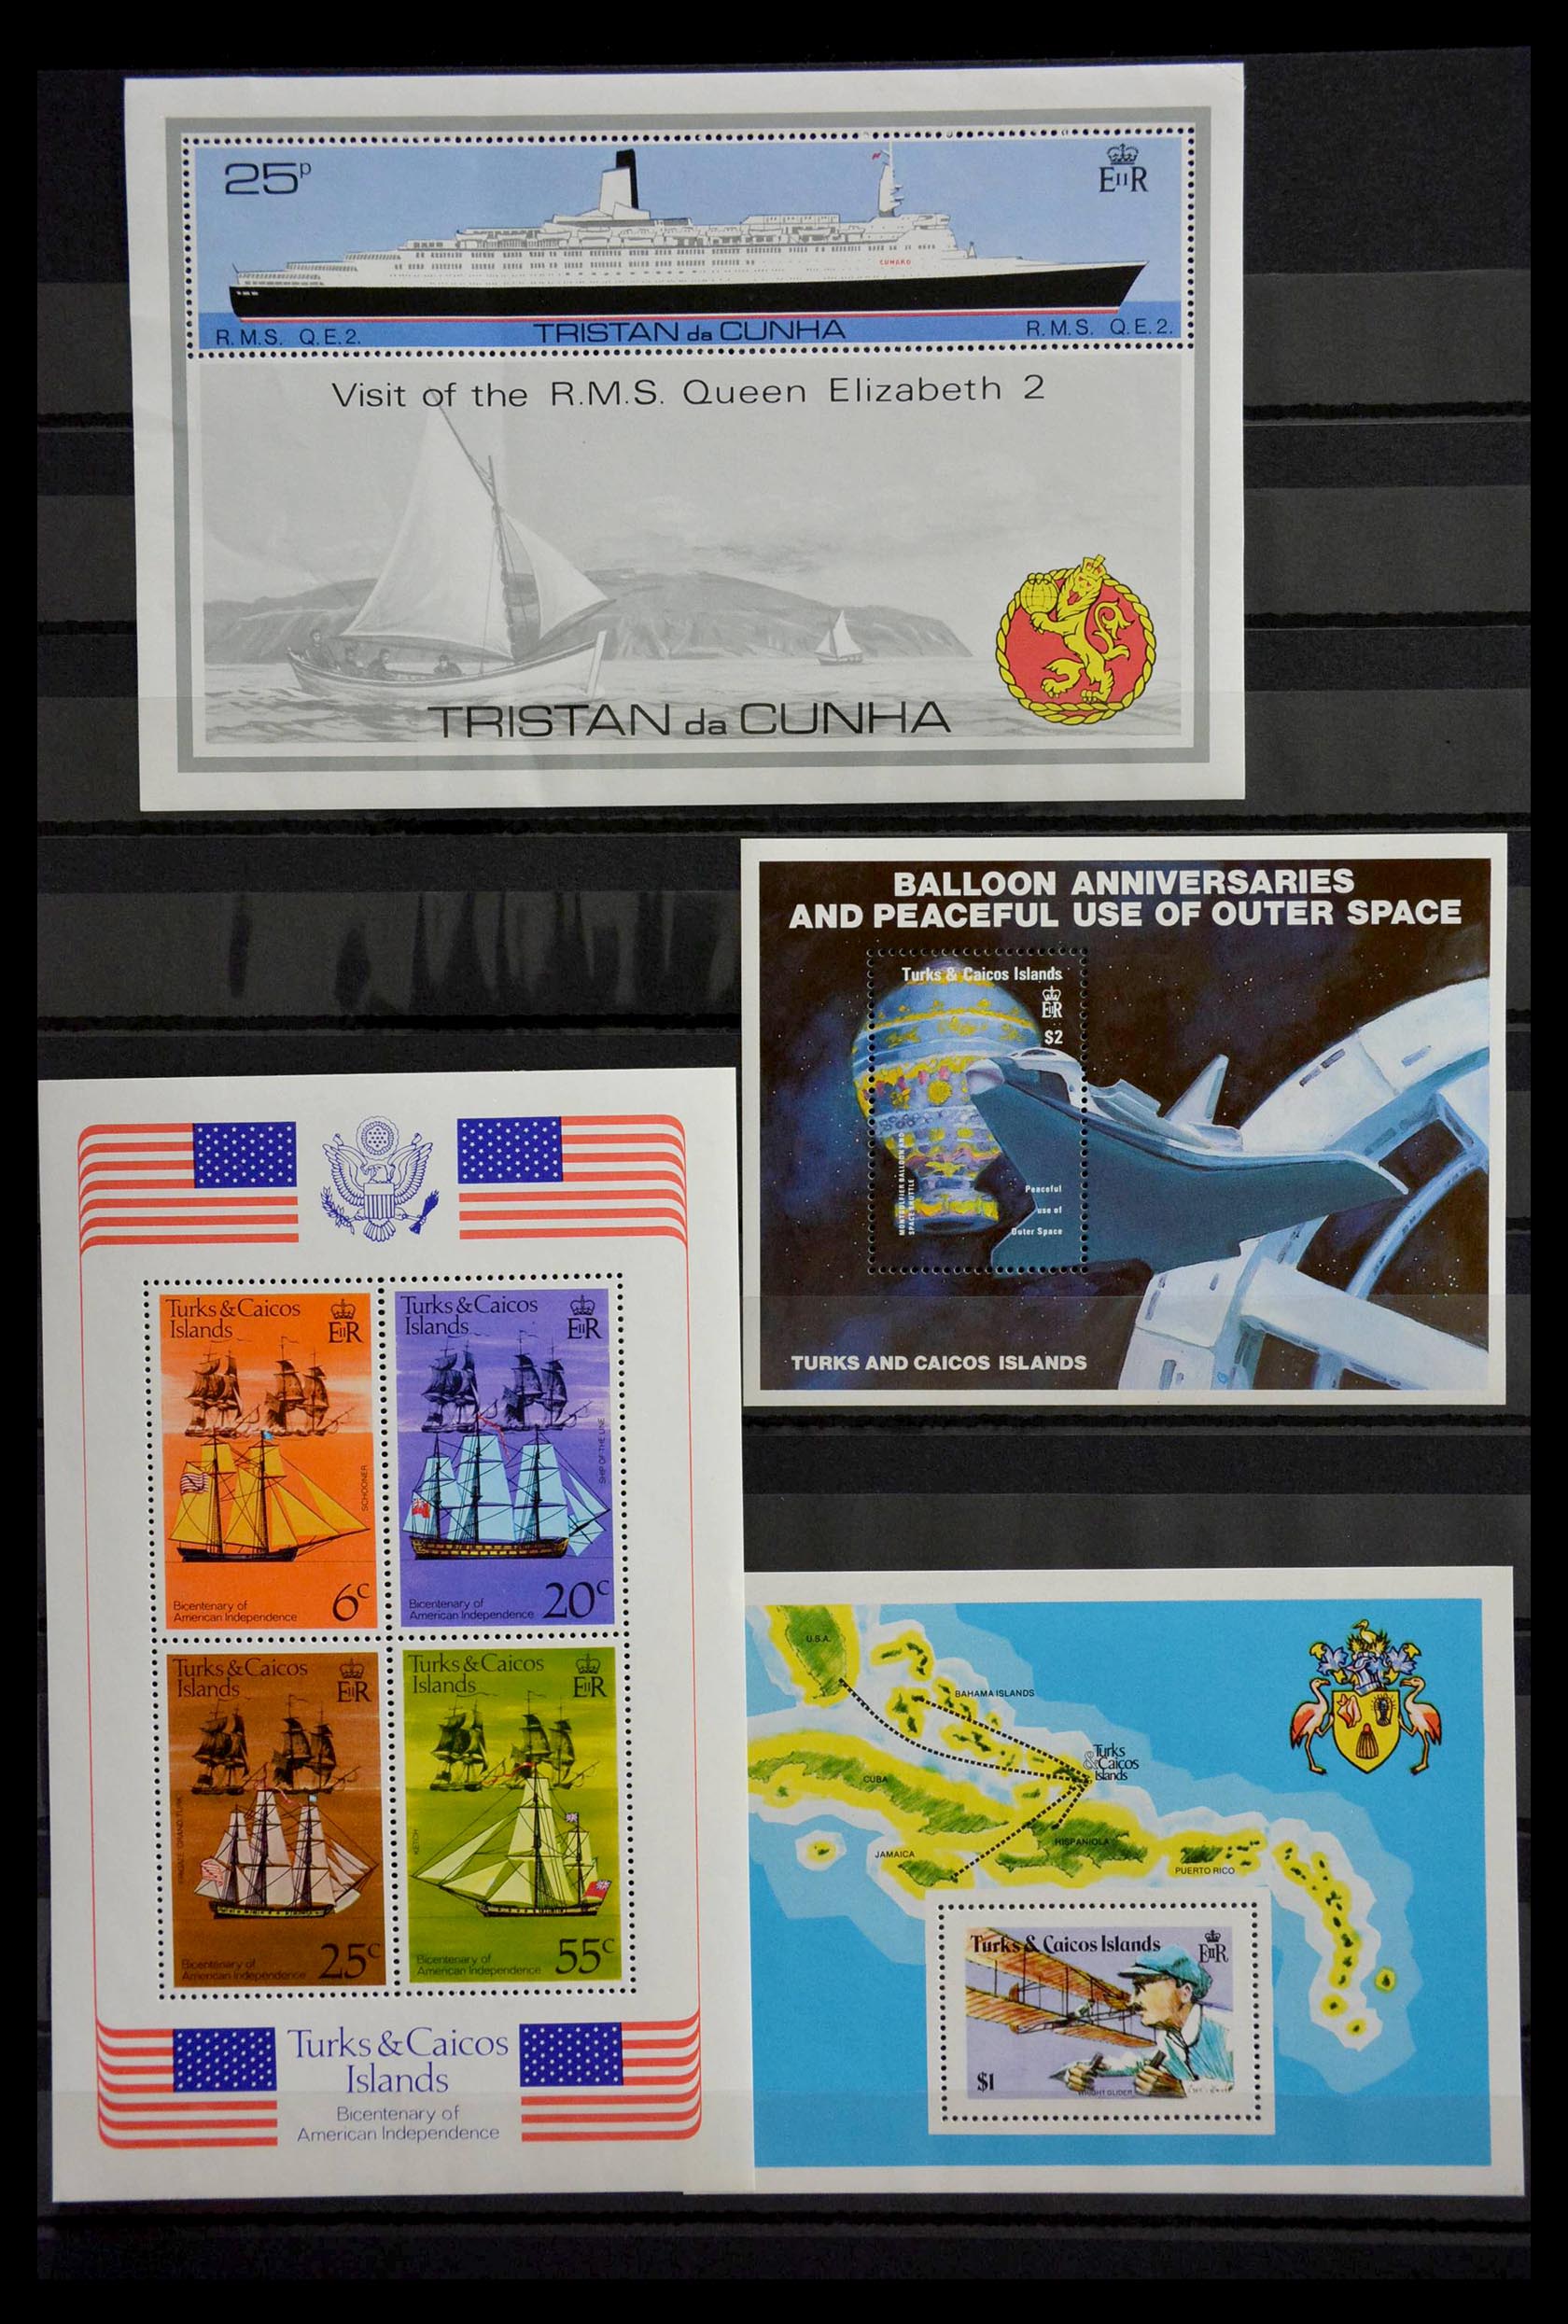 25p
EIIR
CUNARD
R.M.S. Q.E.2.
TRISTAN da CUNHA
R.M.S. Q.E.2.
Visit of the R.M.S. Queen Elizabeth 2
TRISTAN da CUNHA
BALLOON ANNIVERSARIES
AND PEACEFUL USE OF OUTER SPACE
Turks & Caicos Islands
EIIR
$2
MONTGOLFIER BALLOON AND
SPACE SHUTTLE
Peaceful
use of
Outer Space
TURKS AND CAICOS ISLANDS
Turks & Caicos
Islands
EIIR
SCHOONER
Bicentenary of
American Independence
6c
Turks & Caicos
Islands
EIIR
SHIP OF THE LINE
Bicentenary of
American Independence
20c
Turks & Caicos
Islands
EIIR
Bicentenary of
American Independence
25c
Turks & Caicos
Islands
EIIR
KETCH
Bicentenary of
American Independence
55c
Turks & Caicos
Islands
Bicentenary of
American Independence
U.S.A.
BAHAMA ISLANDS
Turks
& Caicos
Islands
CUBA
HISPANIOLA
JAMAICA
PUERTO RICO
Turks & Caicos Islands
EIIR
$1
WRIGHT GLIDER